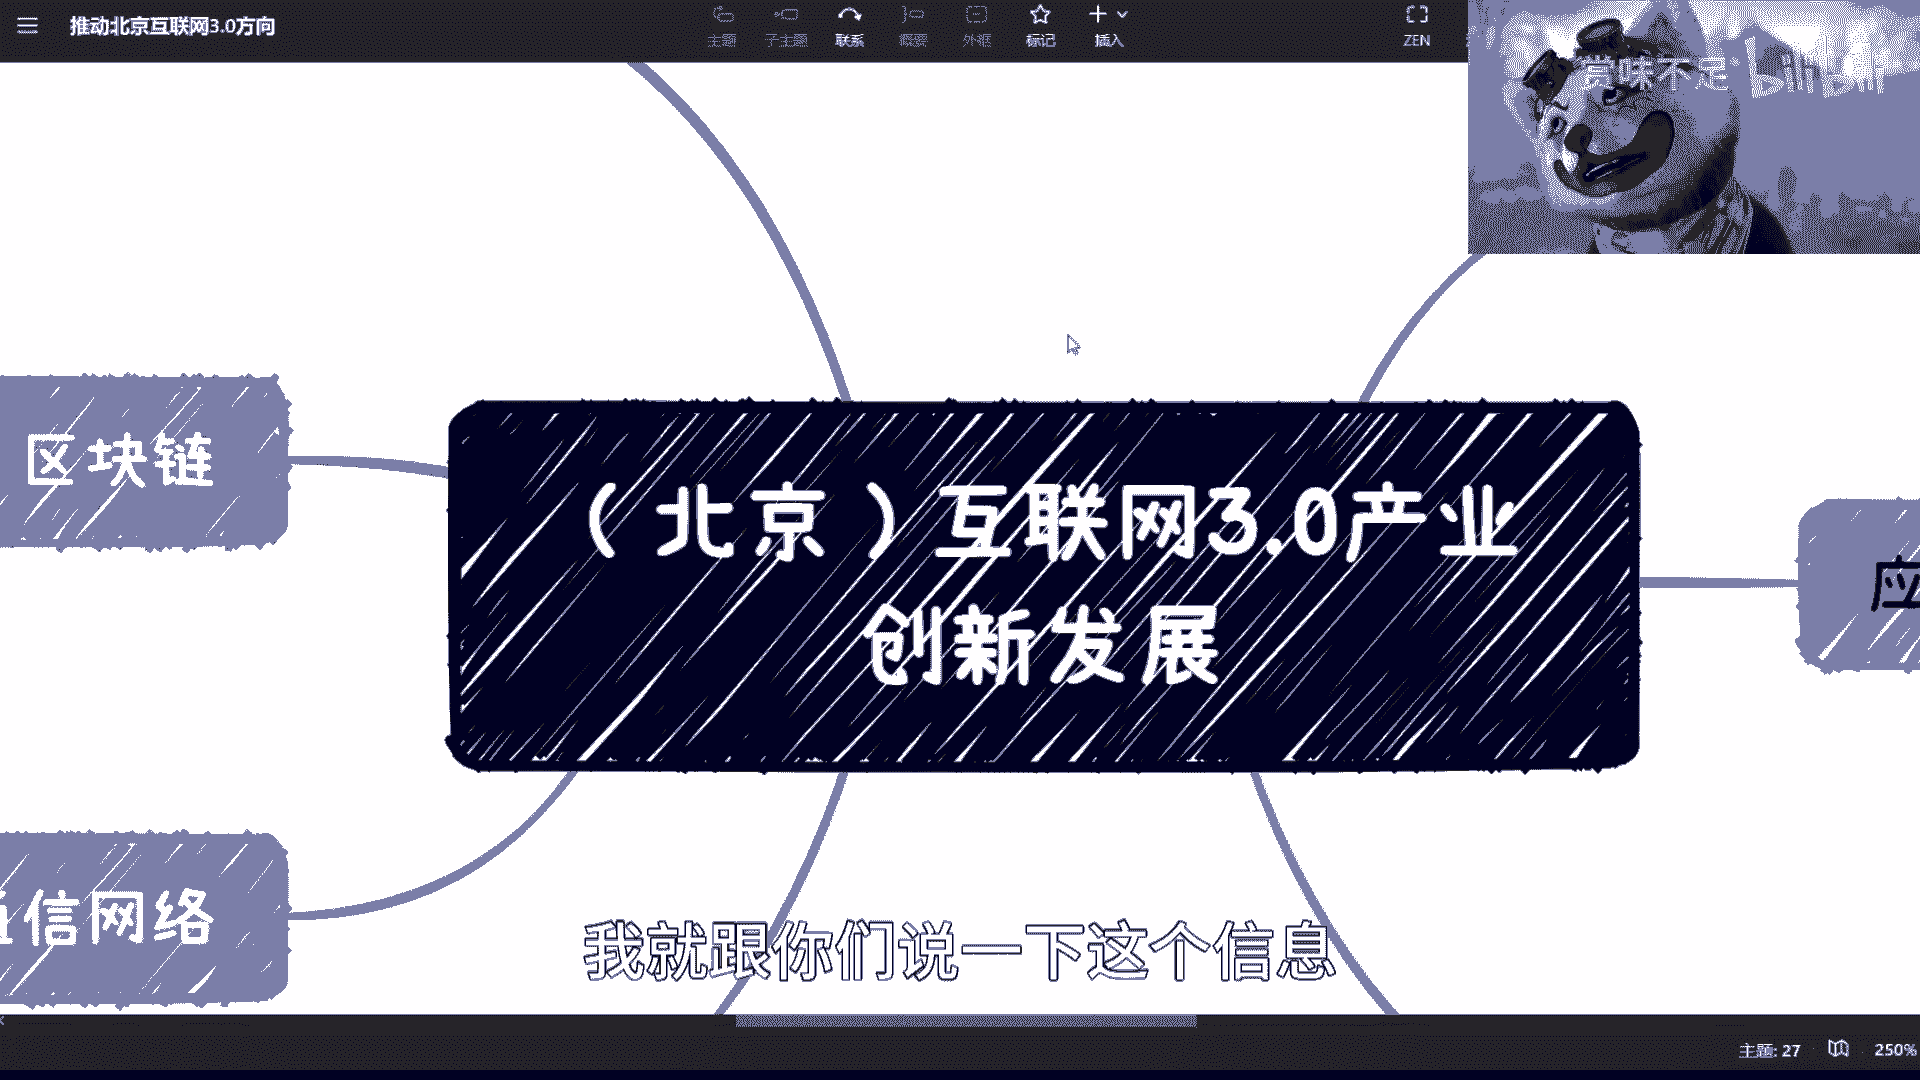 推动北京互联网3.0方向
主题 子主题 联系 概要 外框 标记 插入
ZEN
赏味不足 bilibili
区块链
（北京）互联网3.0产业
创新发展
应
信网络
我就跟你们说一下这个信息
主题: 27
250%